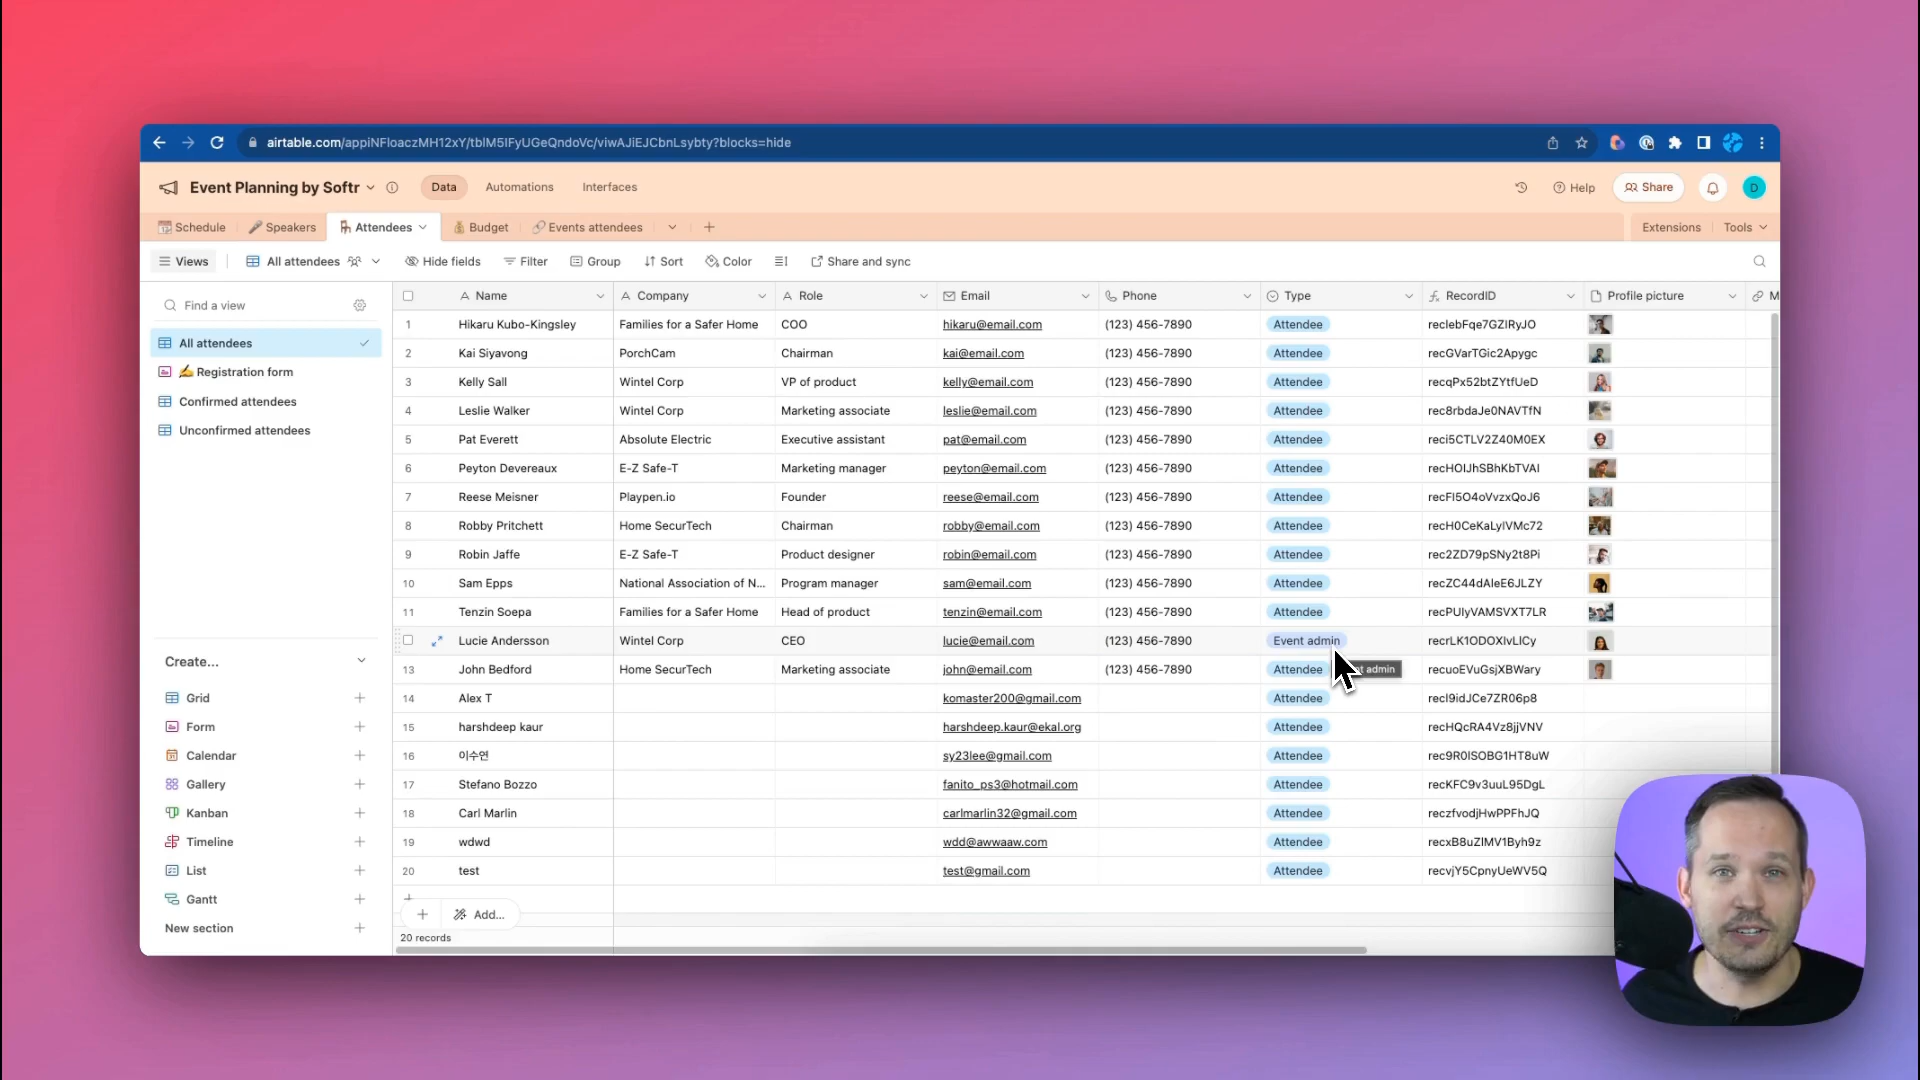 airtable.com/appiNFloaczMH12xY/tblM5IFyUGeQndoVc/viwAJiEJCbnLsybty?blocks=hide
Event Planning by Softr Data Automations Interfaces Help Share D
Schedule Speakers Attendees Budget Events attendees Extensions Tools
Views All attendees Hide fields Filter Group Sort Color Share and sync
Find a view
All attendees
Registration form
Confirmed attendees
Unconfirmed attendees
Create...
Grid
Form
Calendar
Gallery
Kanban
Timeline
List
Gantt
New section
Name Company Role Email Phone Type RecordID Profile picture M
1 Hikaru Kubo-Kingsley Families for a Safer Home COO hikaru@email.com (123) 456-7890 Attendee reclebFqe7GZlRyJO
2 Kai Siyavong PorchCam Chairman kai@email.com (123) 456-7890 Attendee recGVarTGic2Apygc
3 Kelly Sall Wintel Corp VP of product kelly@email.com (123) 456-7890 Attendee recqPx52btZYtfUeD
4 Leslie Walker Wintel Corp Marketing associate leslie@email.com (123) 456-7890 Attendee rec8rbdaJe0NAVTfN
5 Pat Everett Absolute Electric Executive assistant pat@email.com (123) 456-7890 Attendee reci5CTLV2Z40M0EX
6 Peyton Devereaux E-Z Safe-T Marketing manager peyton@email.com (123) 456-7890 Attendee recHOlJhSBhKbTVAI
7 Reese Meisner Playpen.io Founder reese@email.com (123) 456-7890 Attendee recFI5O4oVvzxQoJ6
8 Robby Pritchett Home SecurTech Chairman robby@email.com (123) 456-7890 Attendee recH0CeKaLyIVMc72
9 Robin Jaffe E-Z Safe-T Product designer robin@email.com (123) 456-7890 Attendee rec2ZD79pSNy2t8Pi
10 Sam Epps National Association of N... Program manager sam@email.com (123) 456-7890 Attendee recZC44dAleE6JLZY
11 Tenzin Soepa Families for a Safer Home Head of product tenzin@email.com (123) 456-7890 Attendee recPUlyVAMSVXT7LR
Lucie Andersson Wintel Corp CEO lucie@email.com (123) 456-7890 Event admin recrLK1ODOXIvLICy
13 John Bedford Home SecurTech Marketing associate john@email.com (123) 456-7890 Attendee admin recuoEVuGsjXBWary
14 Alex T komaster200@gmail.com Attendee recl9idJCe7ZR06p8
15 harshdeep kaur harshdeep.kaur@ekal.org Attendee recHQcRA4Vz8jjVNV
16 이수연 sy23lee@gmail.com Attendee rec9R0ISOBG1HT8uW
17 Stefano Bozzo fanito_ps3@hotmail.com Attendee recKFC9v3uuL95DgL
18 Carl Marlin carlmarlin32@gmail.com Attendee reczfvodjHwPPFhJQ
19 wdwd wdd@awwaaw.com Attendee recxB8uZlMV1Byh9z
20 test test@gmail.com Attendee recvjY5CpnyUeWV5Q
Add...
20 records